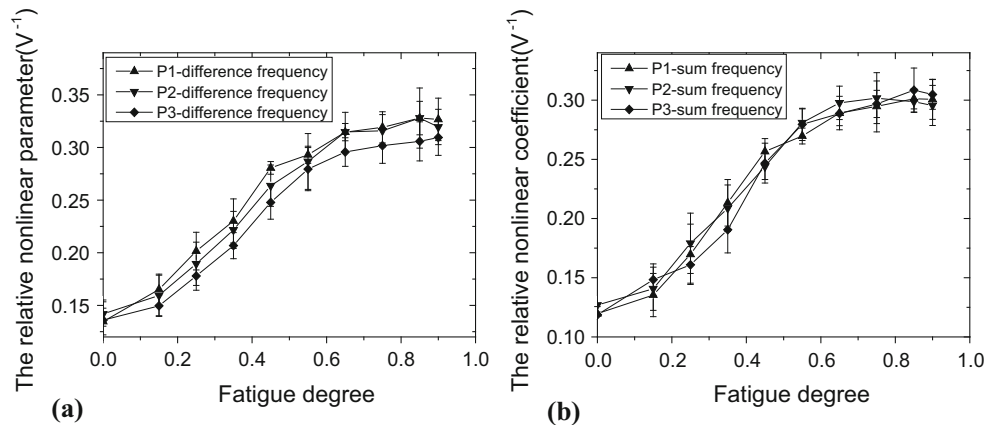 The relative nonlinear parameter(V⁻¹)
0.35
0.30
0.25
0.20
0.15
P1-difference frequency
P2-difference frequency
P3-difference frequency
0.0 0.2 0.4 0.6 0.8 1.0
Fatigue degree
(a)
The relative nonlinear coefficient(V⁻¹)
0.30
0.25
0.20
0.15
0.10
P1-sum frequency
P2-sum frequency
P3-sum frequency
0.0 0.2 0.4 0.6 0.8 1.0
Fatigue degree
(b)